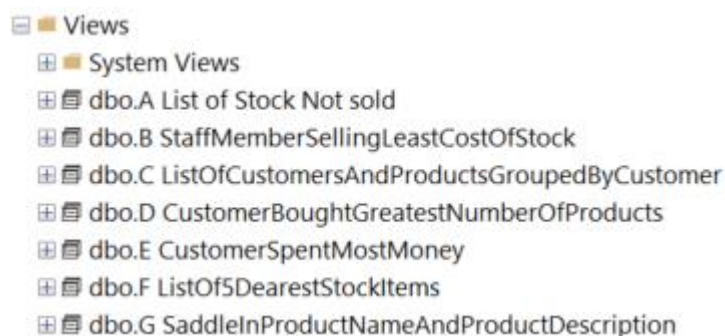 Views
System Views
dbo.A List of Stock Not sold
dbo.B StaffMemberSellingLeastCostOfStock
dbo.C ListOfCustomersAndProductsGroupedByCustomer
dbo.D CustomerBoughtGreatestNumberOfProducts
dbo.E CustomerSpentMostMoney
dbo.F ListOf5DearestStockItems
dbo.G SaddleInProductNameAndProductDescription